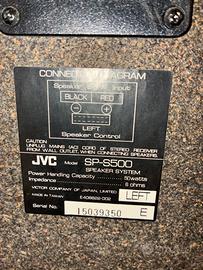 CONNECTION DIAGRAM
Speaker Input
BLACK RED
LEFT
Speaker Control
CAUTION
UNPLUG MAINS (AC) CORD OF STEREO RECEIVER
FROM WALL OUTLET, WHEN CONNECTING SPEAKERS.
JVC Model SP-S500
SPEAKER SYSTEM
Power Handling Capacity 50watts
Impedance 8 ohms
VICTOR COMPANY OF JAPAN, LIMITED
MADE IN TAIWAN E406822-002 LEFT
Serial No. 15039350 E